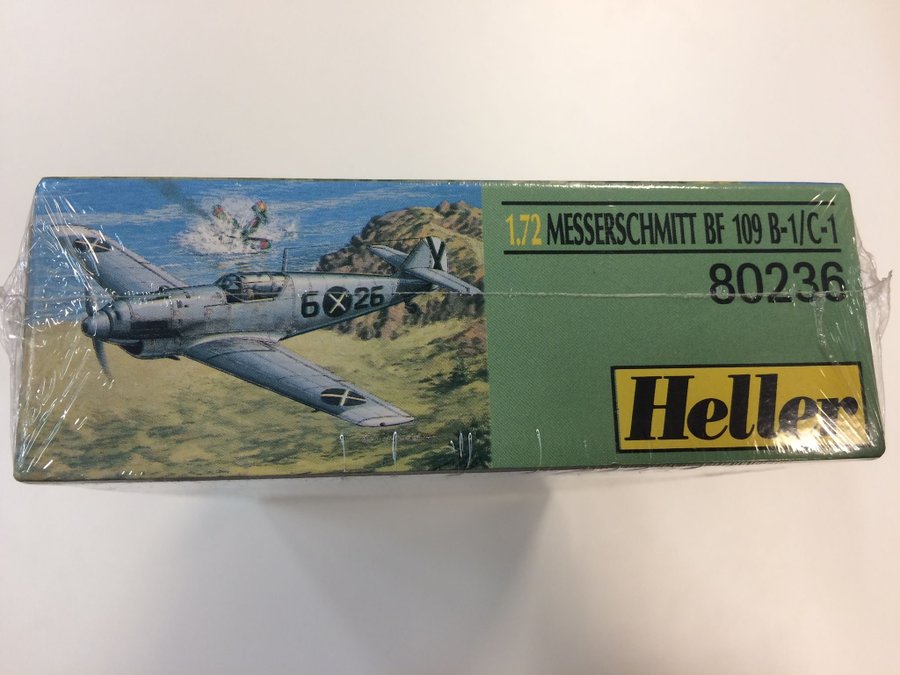 1.72 MESSERSCHMITT BF 109 B-1/C-1
80236
6 26
Heller